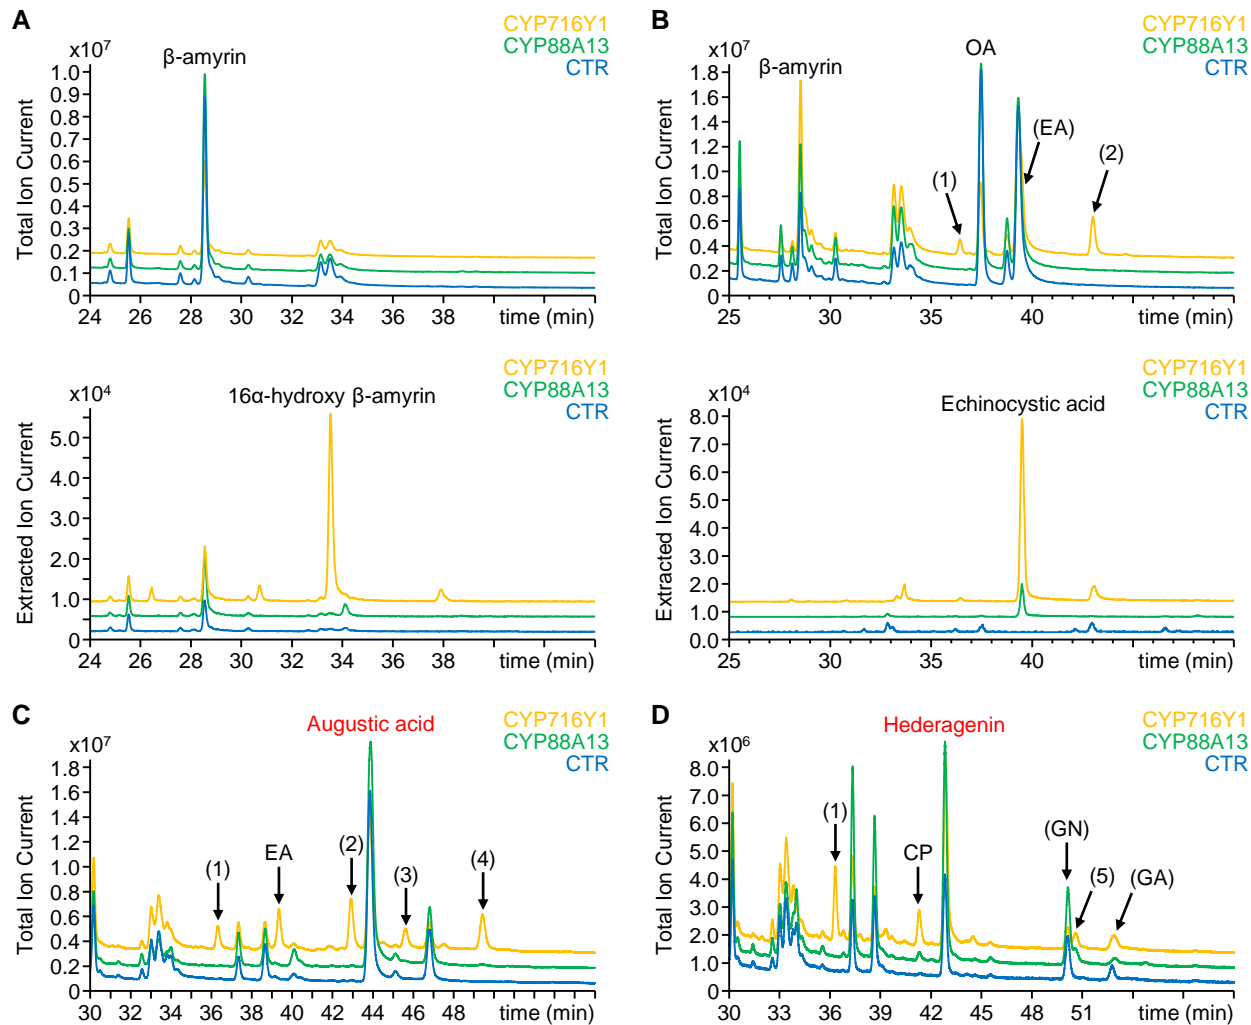 A
CYP716Y1
CYP88A13
CTR
x10⁷
β-amyrin
Total Ion Current
1.0
0.9
0.8
0.7
0.6
0.5
0.4
0.3
0.2
0.1
0
24 26 28 30 32 34 36 38 time (min)
CYP716Y1
CYP88A13
CTR
x10⁴
16α-hydroxy β-amyrin
Extracted Ion Current
5.0
4.0
3.0
2.0
1.0
0
24 26 28 30 32 34 36 38 time (min)
B
CYP716Y1
CYP88A13
CTR
x10⁷
β-amyrin
OA
(EA)
(1)
(2)
Total Ion Current
1.8
1.6
1.4
1.2
1.0
0.8
0.6
0.4
0.2
0
25 30 35 40 time (min)
CYP716Y1
CYP88A13
CTR
x10⁴
Echinocystic acid
Extracted Ion Current
8.0
7.0
6.0
5.0
4.0
3.0
2.0
1.0
0.0
25 30 35 40 time (min)
C
CYP716Y1
CYP88A13
CTR
x10⁷
Augustic acid
(1)
EA
(2)
(3)
(4)
Total Ion Current
1.8
1.6
1.4
1.2
1.0
0.8
0.6
0.4
0.2
0
30 32 34 36 38 40 42 44 46 48 time (min)
D
CYP716Y1
CYP88A13
CTR
x10⁶
Hederagenin
(1)
CP
(GN)
(5)
(GA)
Total Ion Current
8.0
7.0
6.0
5.0
4.0
3.0
2.0
1.0
0
30 33 36 39 42 45 48 51 time (min)